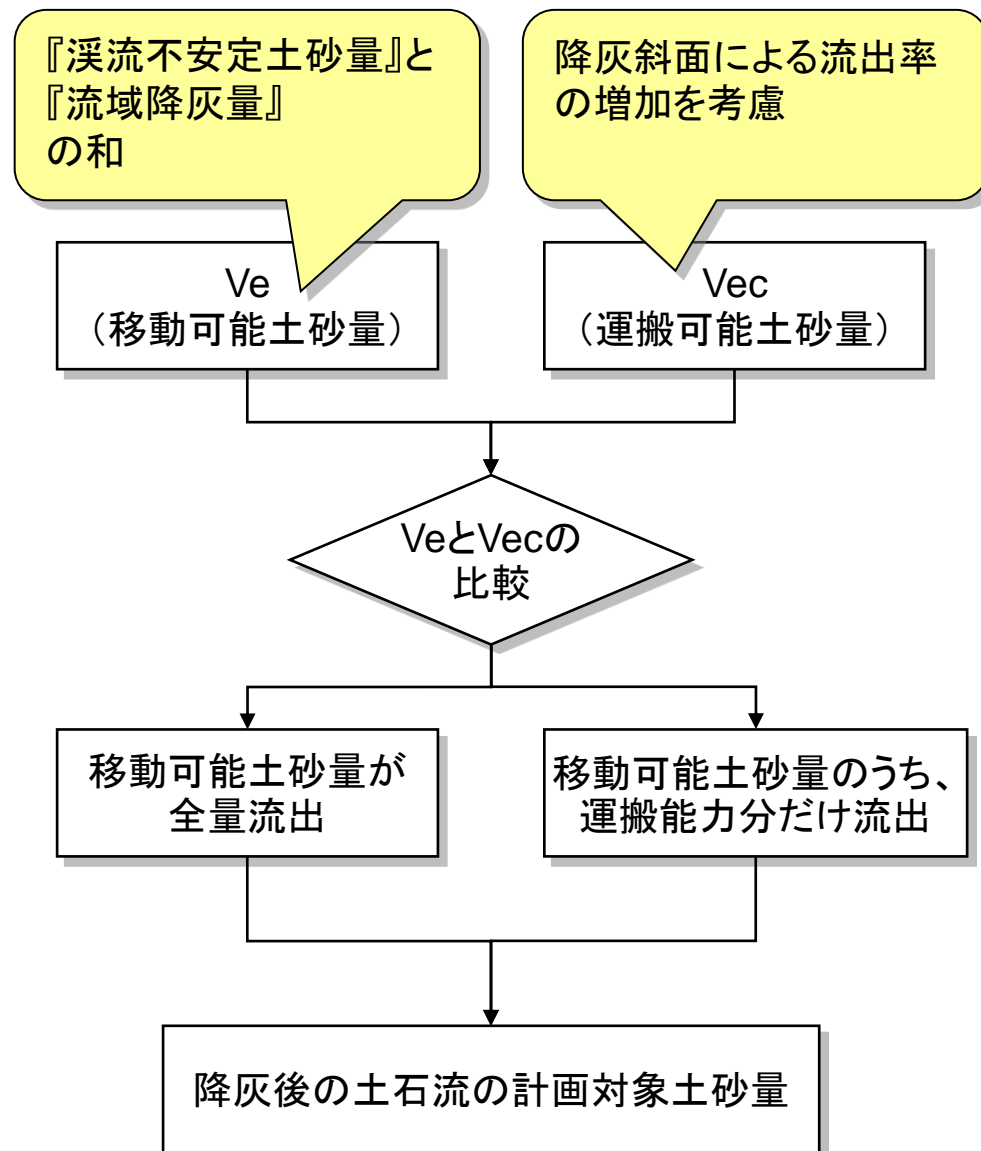 『渓流不安定土砂量』と
『流域降灰量』
の和
降灰斜面による流出率
の増加を考慮
Ve
（移動可能土砂量）
Vec
（運搬可能土砂量）
VeとVecの
比較
移動可能土砂量が
全量流出
移動可能土砂量のうち、
運搬能力分だけ流出
降灰後の土石流の計画対象土砂量